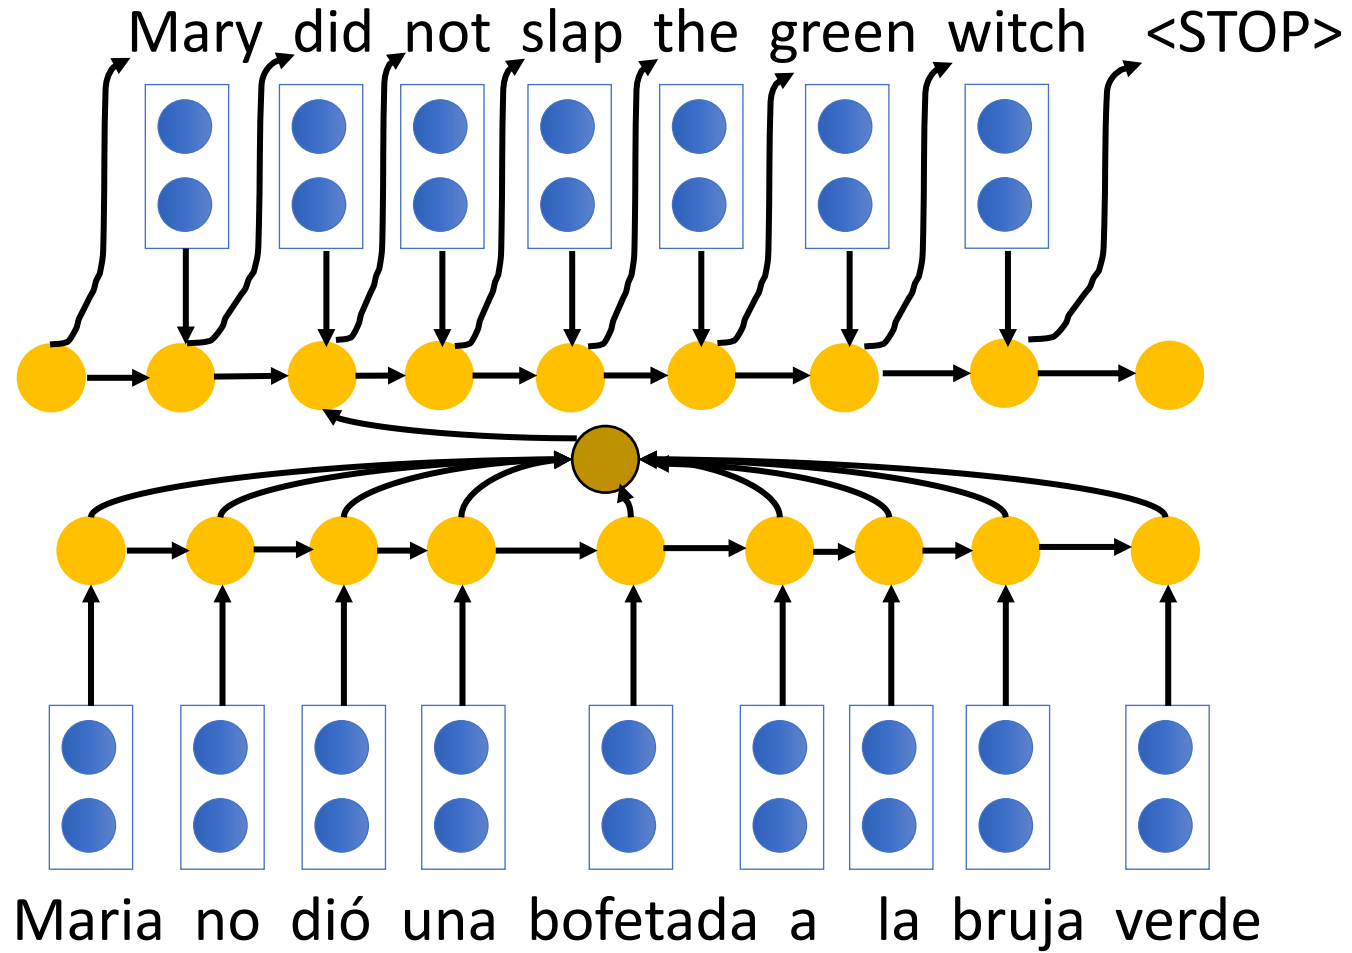 Mary did not slap the green witch <STOP>
Maria no dió una bofetada a la bruja verde